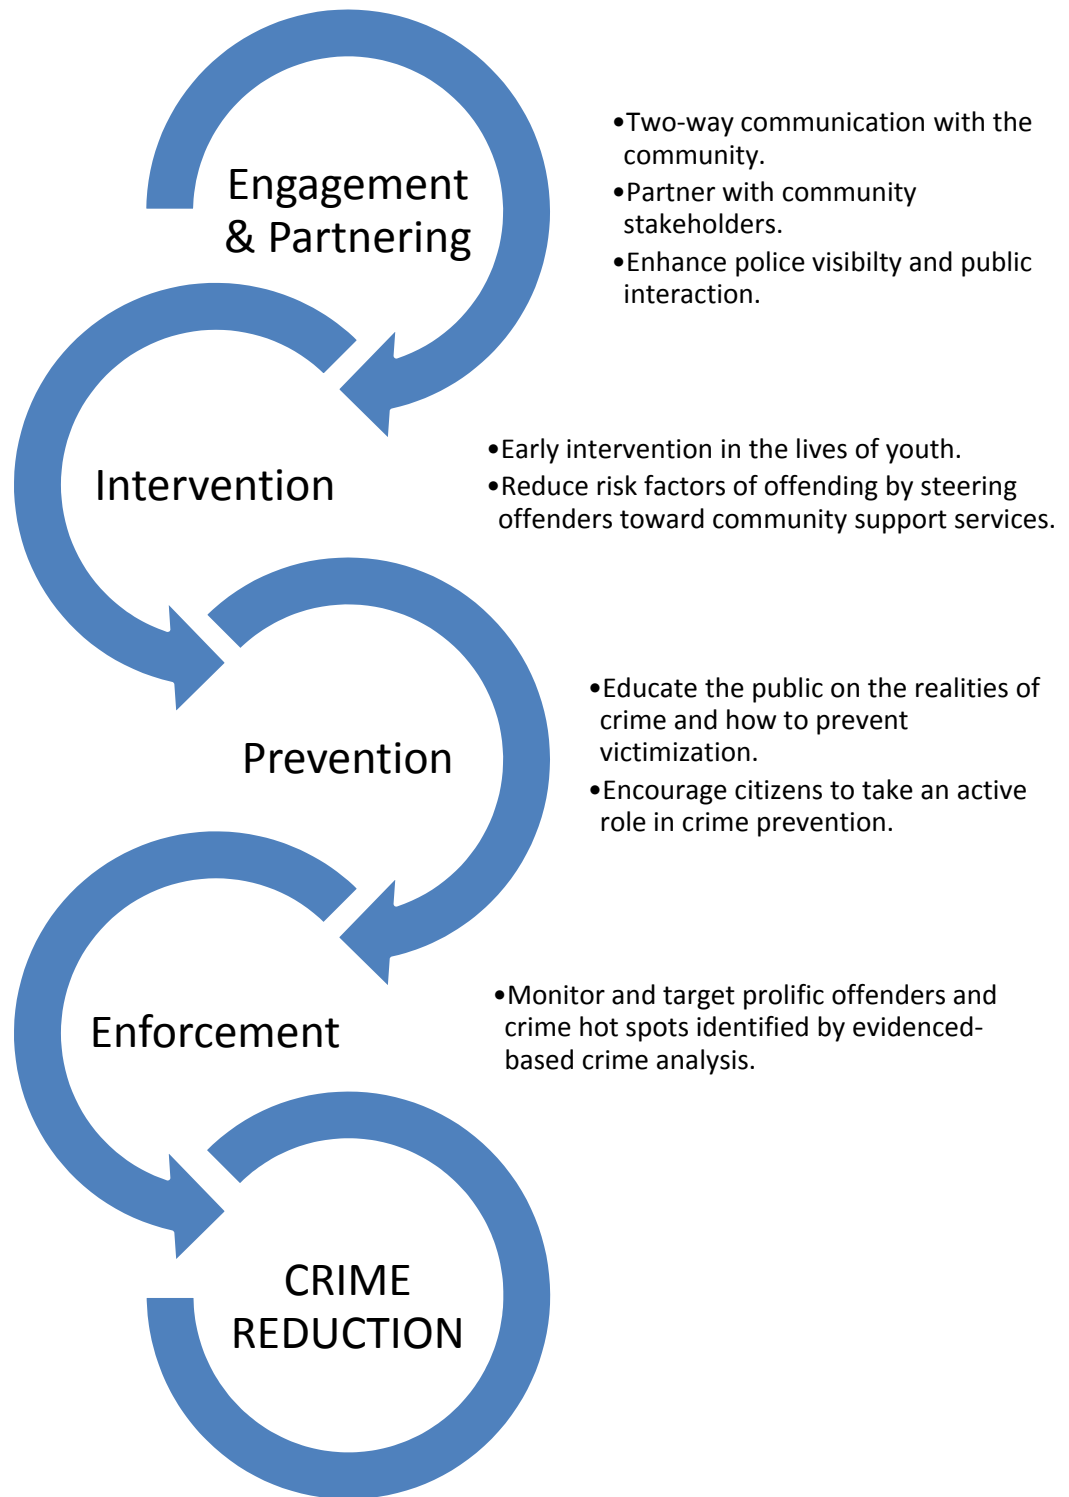 Engagement
& Partnering
•Two-way communication with the
community.
•Partner with community
stakeholders.
•Enhance police visibilty and public
interaction.
Intervention
•Early intervention in the lives of youth.
•Reduce risk factors of offending by steering
offenders toward community support services.
Prevention
•Educate the public on the realities of
crime and how to prevent
victimization.
•Encourage citizens to take an active
role in crime prevention.
Enforcement
•Monitor and target prolific offenders and
crime hot spots identified by evidenced-
based crime analysis.
CRIME
REDUCTION